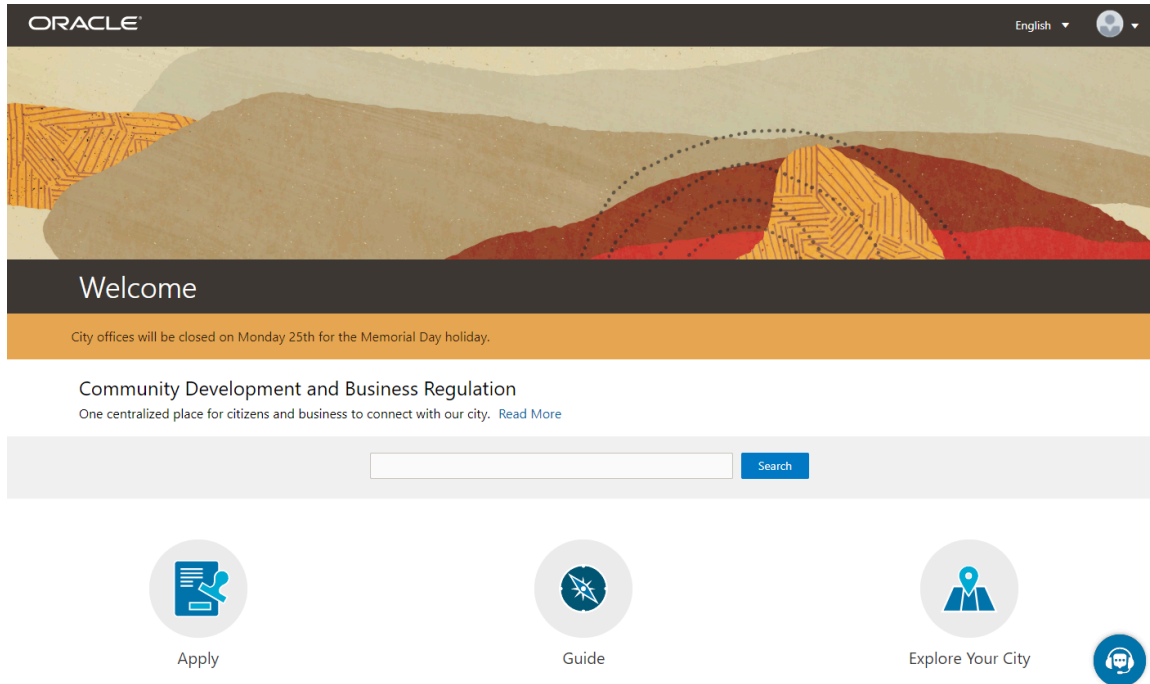 ORACLE
English
Welcome
City offices will be closed on Monday 25th for the Memorial Day holiday.
Community Development and Business Regulation
One centralized place for citizens and business to connect with our city. Read More
Search
Apply
Guide
Explore Your City